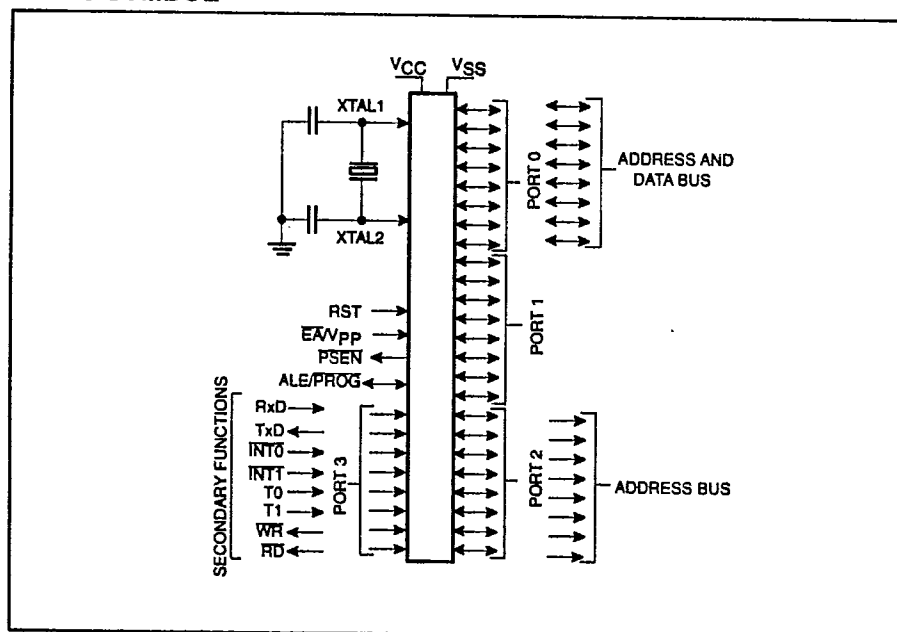 VCC VSS
XTAL1
XTAL2
PORT 0
ADDRESS AND
DATA BUS
PORT 1
RST
EA/VPP
PSEN
ALE/PROG
SECONDARY FUNCTIONS
RxD
TxD
INT0
INT1
T0
T1
WR
RD
PORT 3
PORT 2
ADDRESS BUS